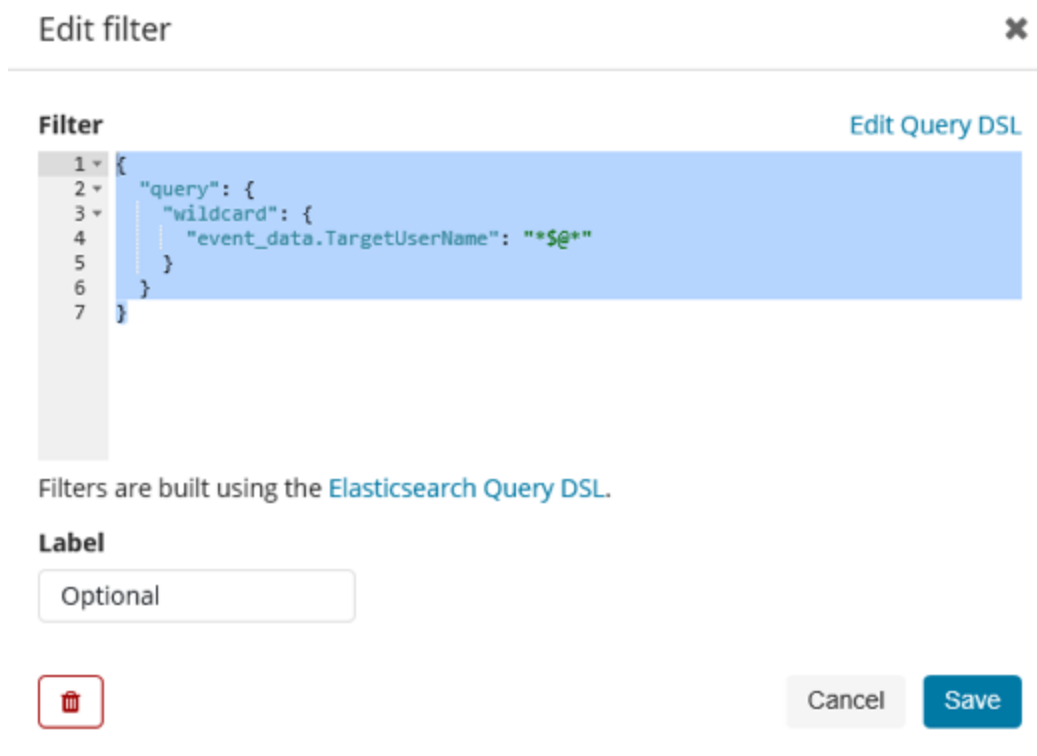 Edit filter
Filter Edit Query DSL
1 {
2 "query": {
3 "wildcard": {
4 "event_data.TargetUserName": "*$@*"
5 }
6 }
7 }
Filters are built using the Elasticsearch Query DSL.
Label
Optional
Cancel Save